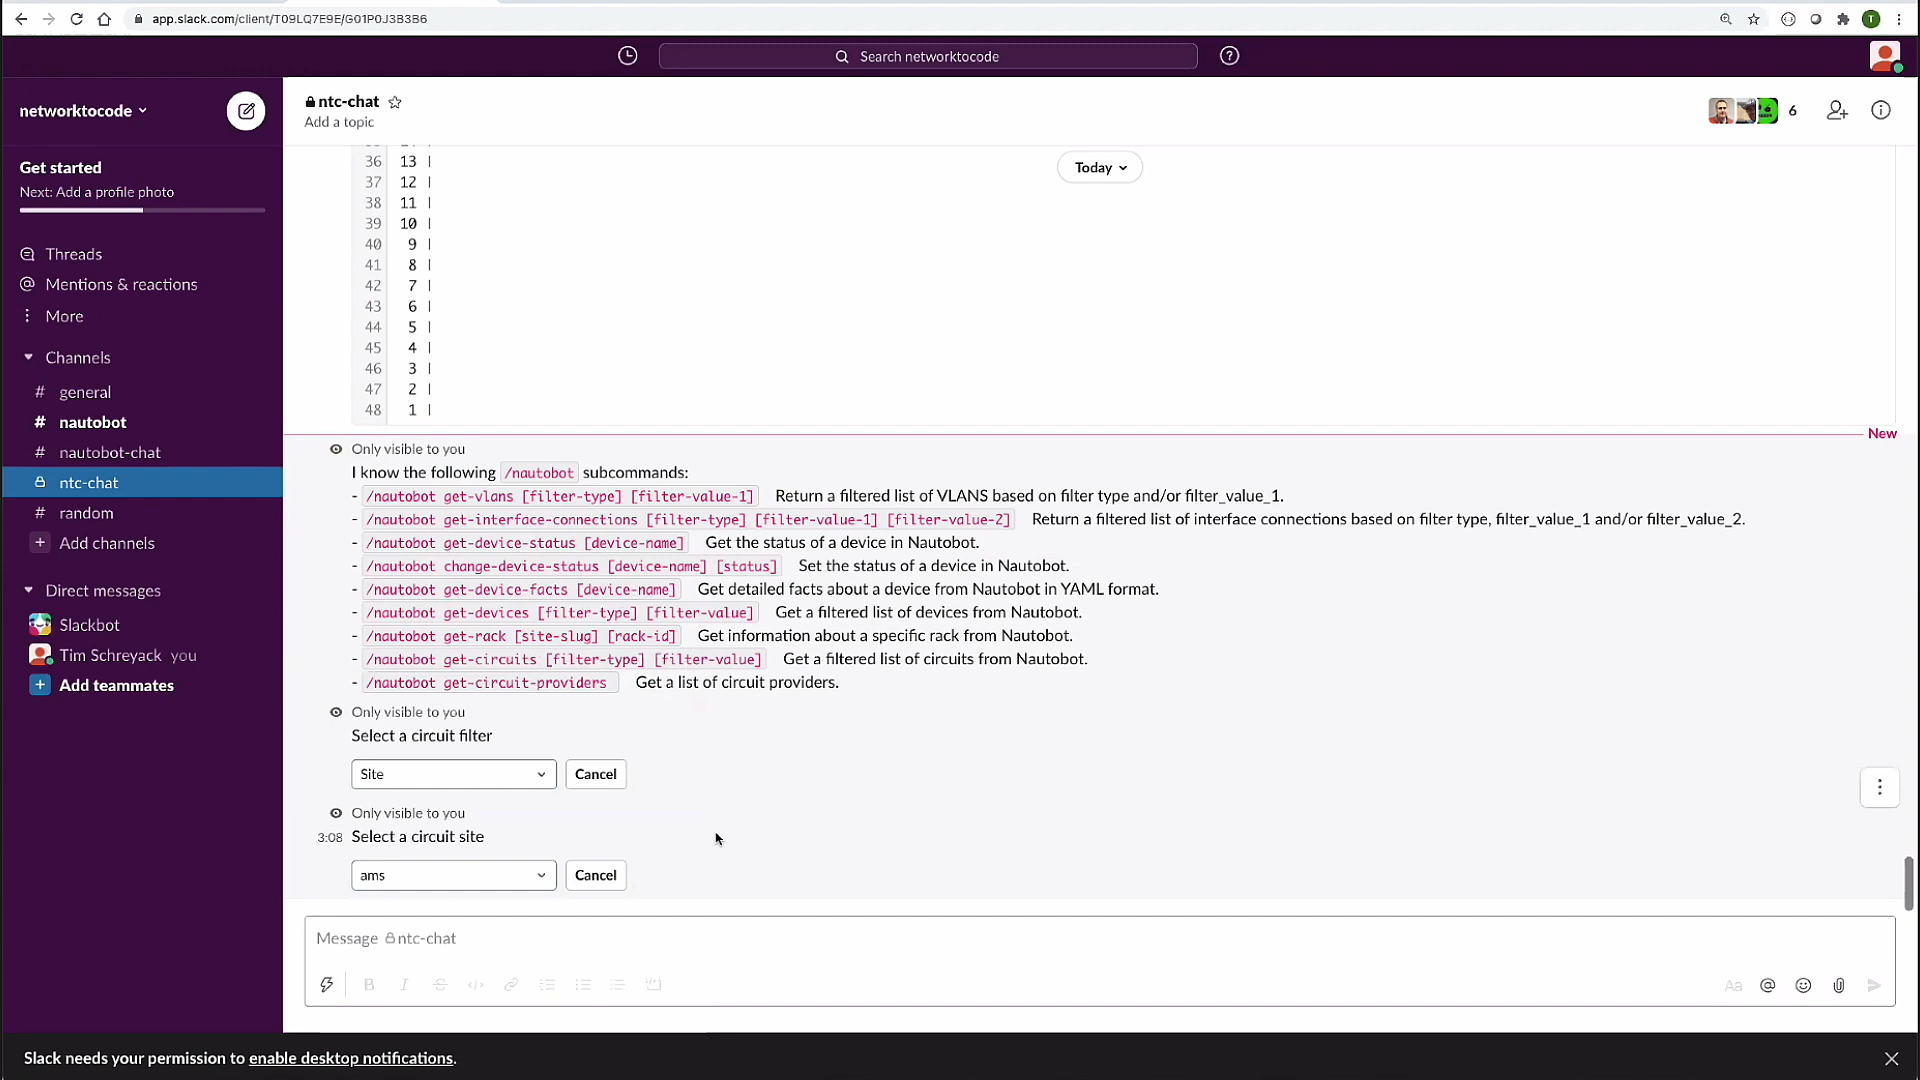 app.slack.com/client/T09LQ7E9E/G01P0J3B3B6
T
Search networktocode
networktocode
ntc-chat
Add a topic
6
Get started
Next: Add a profile photo
Threads
Mentions & reactions
More
Channels
# general
# nautobot
# nautobot-chat
ntc-chat
# random
+ Add channels
Direct messages
Slackbot
Tim Schreyack you
+ Add teammates
Today
36 13 |
37 12 |
38 11 |
39 10 |
40 9 |
41 8 |
42 7 |
43 6 |
44 5 |
45 4 |
46 3 |
47 2 |
48 1 |
New
Only visible to you
I know the following /nautobot subcommands:
- /nautobot get-vlans [filter-type] [filter-value-1] Return a filtered list of VLANS based on filter type and/or filter_value_1.
- /nautobot get-interface-connections [filter-type] [filter-value-1] [filter-value-2] Return a filtered list of interface connections based on filter type, filter_value_1 and/or filter_value_2.
- /nautobot get-device-status [device-name] Get the status of a device in Nautobot.
- /nautobot change-device-status [device-name] [status] Set the status of a device in Nautobot.
- /nautobot get-device-facts [device-name] Get detailed facts about a device from Nautobot in YAML format.
- /nautobot get-devices [filter-type] [filter-value] Get a filtered list of devices from Nautobot.
- /nautobot get-rack [site-slug] [rack-id] Get information about a specific rack from Nautobot.
- /nautobot get-circuits [filter-type] [filter-value] Get a filtered list of circuits from Nautobot.
- /nautobot get-circuit-providers Get a list of circuit providers.
Only visible to you
Select a circuit filter
Site Cancel
Only visible to you
3:08 Select a circuit site
ams Cancel
Message ntc-chat
Aa
Slack needs your permission to enable desktop notifications.